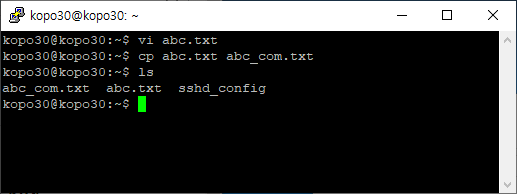 kopo30@kopo30: ~
kopo30@kopo30:~$ vi abc.txt
kopo30@kopo30:~$ cp abc.txt abc_com.txt
kopo30@kopo30:~$ ls
abc_com.txt  abc.txt  sshd_config
kopo30@kopo30:~$